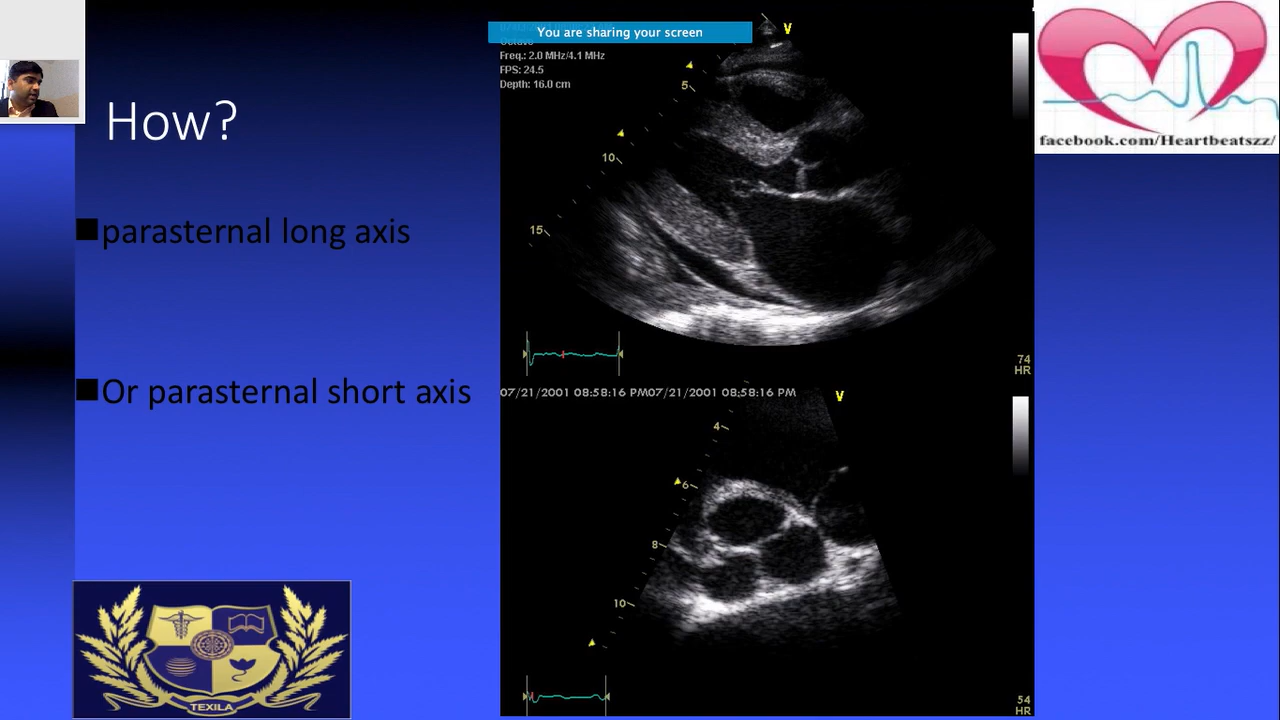 You are sharing your screen
V
Octave
Freq.: 2.0 MHz/4.1 MHz
FPS: 24.5
Depth: 16.0 cm
5
How?
facebook.com/Heartbeatszz/
10
parasternal long axis
15
74
HR
Or parasternal short axis
07/21/2001 08:58:16 PM07/21/2001 08:58:16 PM
V
4
6
8
10
TEXILA
54
HR